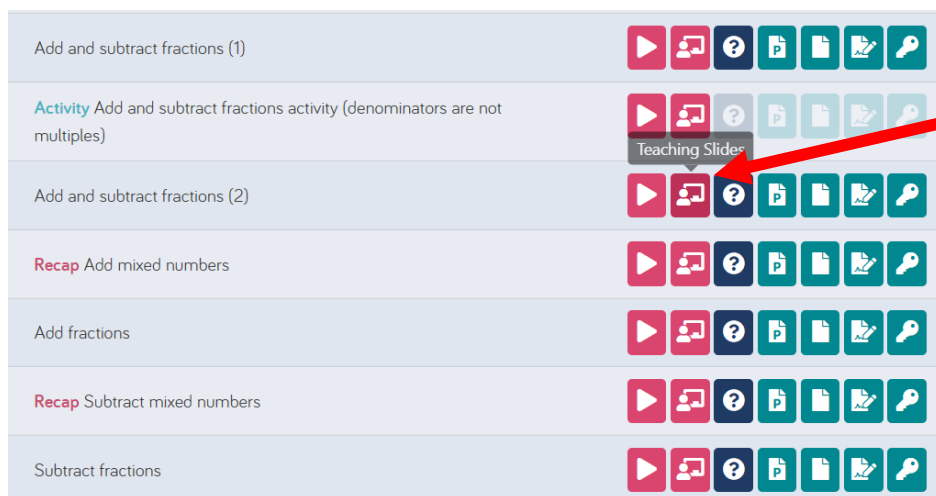 Add and subtract fractions (1)
Activity Add and subtract fractions activity (denominators are not
multiples)
Teaching Slides
Add and subtract fractions (2)
Recap Add mixed numbers
Add fractions
Recap Subtract mixed numbers
Subtract fractions